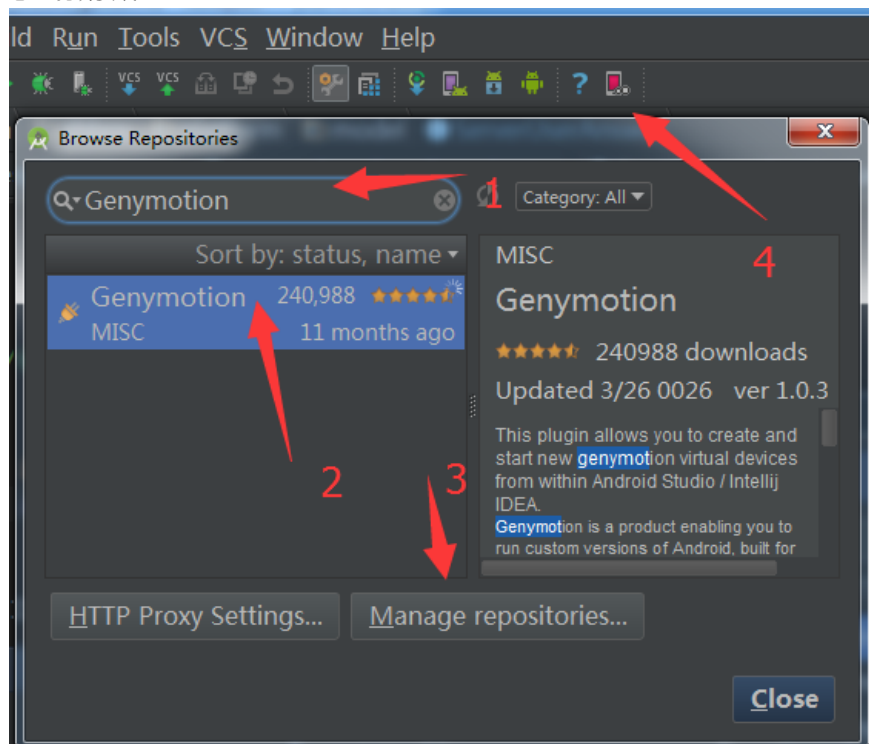 ld Run Tools VCS Window Help
VCS VCS ?
Browse Repositories x
Genymotion 1 Category: All
Sort by: status, name
Genymotion 240,988
MISC 11 months ago
2
3
MISC 4
Genymotion
240988 downloads
Updated 3/26 0026 ver 1.0.3
This plugin allows you to create and
start new genymotion virtual devices
from within Android Studio / Intellij
IDEA.
Genymotion is a product enabling you to
run custom versions of Android, built for
HTTP Proxy Settings... Manage repositories...
Close